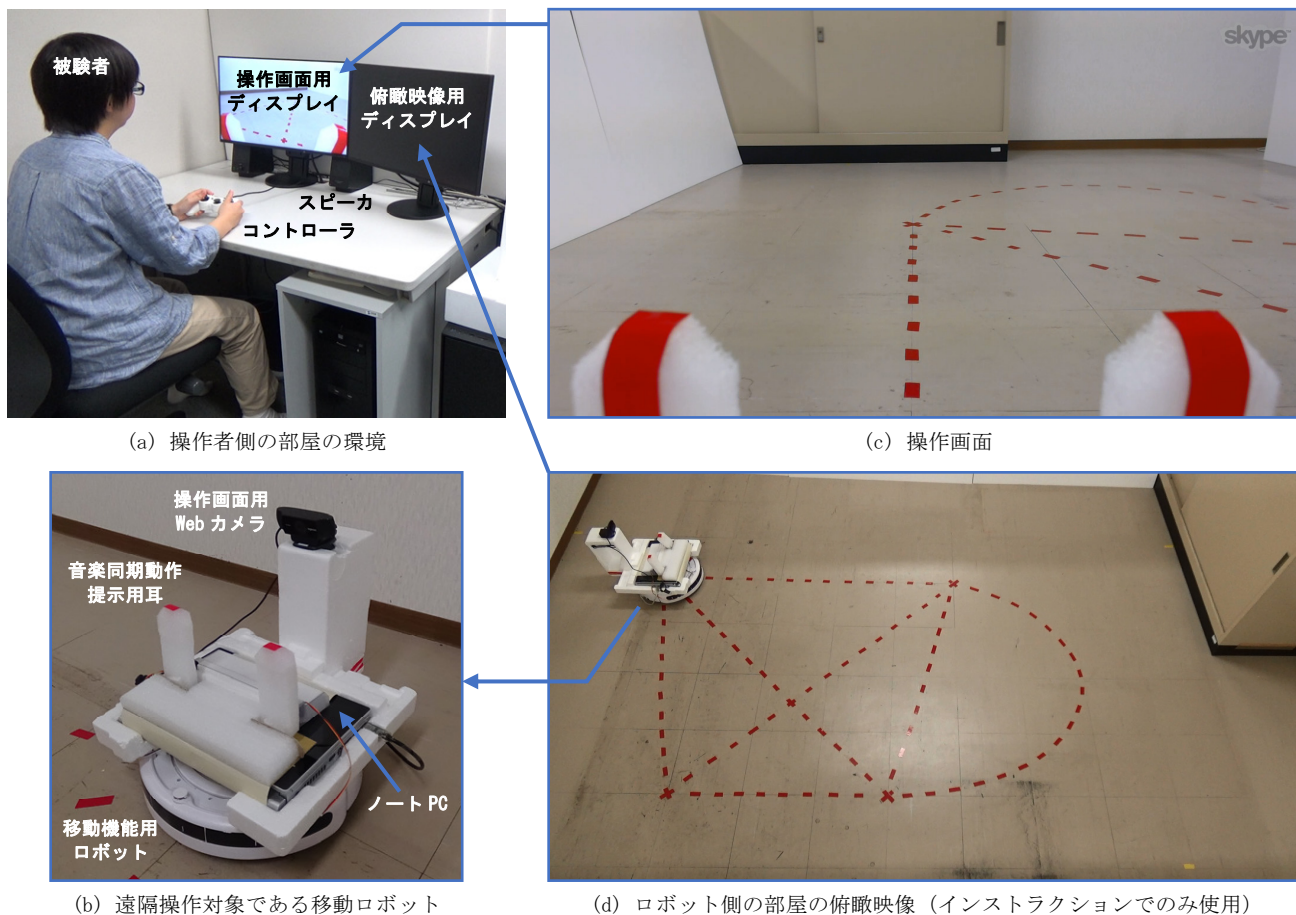 被験者
操作画面用
ディスプレイ
俯瞰映像用
ディスプレイ
スピーカ
コントローラ
(a) 操作者側の部屋の環境
skype
(c) 操作画面
操作画面用
Web カメラ
音楽同期動作
提示用耳
ノート PC
移動機能用
ロボット
(b) 遠隔操作対象である移動ロボット
(d) ロボット側の部屋の俯瞰映像（インストラクションでのみ使用）